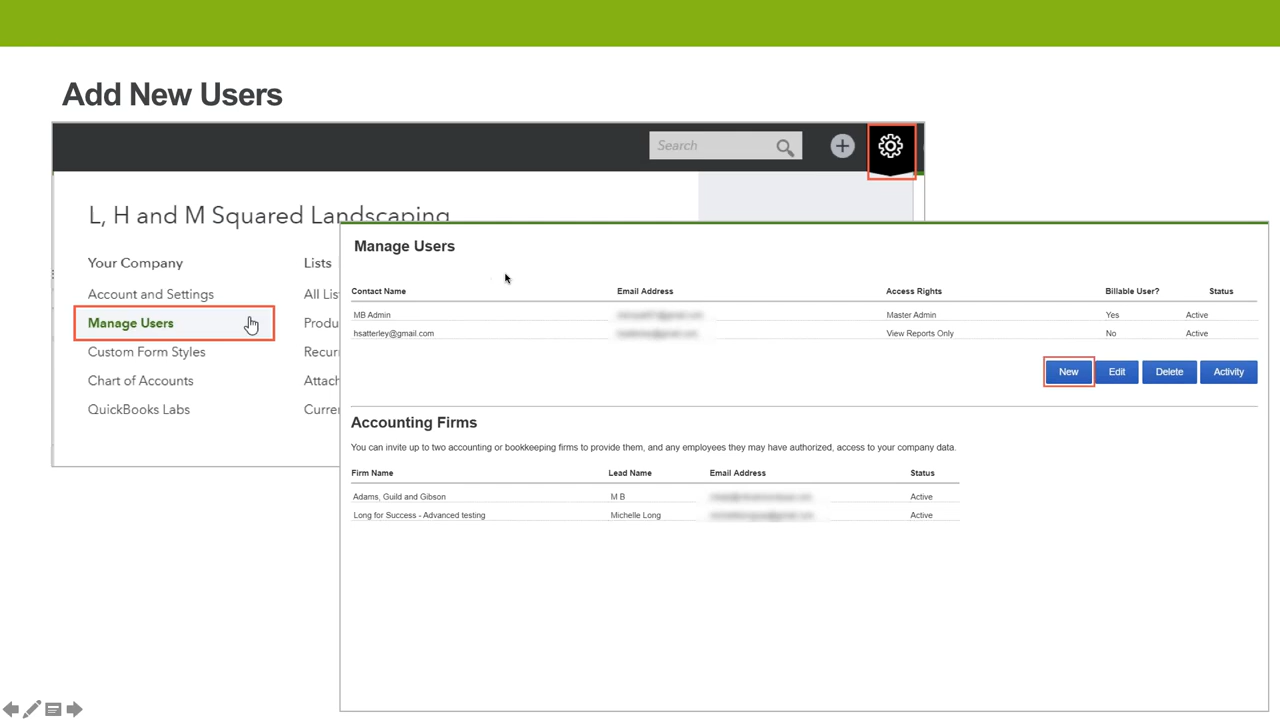 Add New Users
Search
L, H and M Squared Landscaping
Your Company
Lists
Account and Settings
All Lis
Manage Users
Produ
Custom Form Styles
Recur
Chart of Accounts
Attach
QuickBooks Labs
Curre
Manage Users
Contact Name Email Address Access Rights Billable User? Status
MB Admin Master Admin Yes Active
hsatterley@gmail.com View Reports Only No Active
New Edit Delete Activity
Accounting Firms
You can invite up to two accounting or bookkeeping firms to provide them, and any employees they may have authorized, access to your company data.
Firm Name Lead Name Email Address Status
Adams, Guild and Gibson M B Active
Long for Success - Advanced testing Michelle Long Active